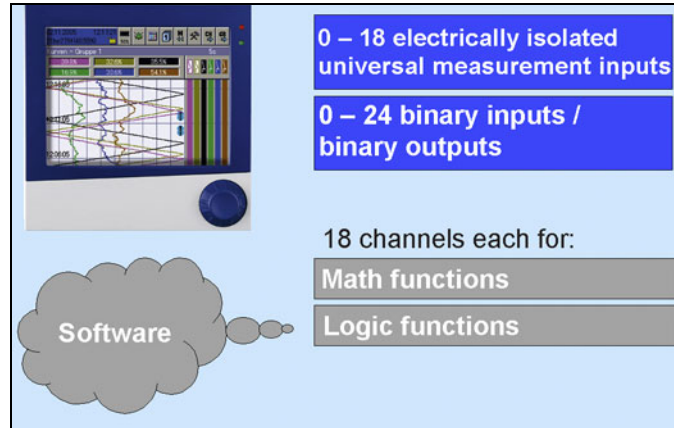 Kurven - Gruppe 1
0 – 18 electrically isolated
universal measurement inputs
0 – 24 binary inputs /
binary outputs
18 channels each for:
Math functions
Logic functions
Software